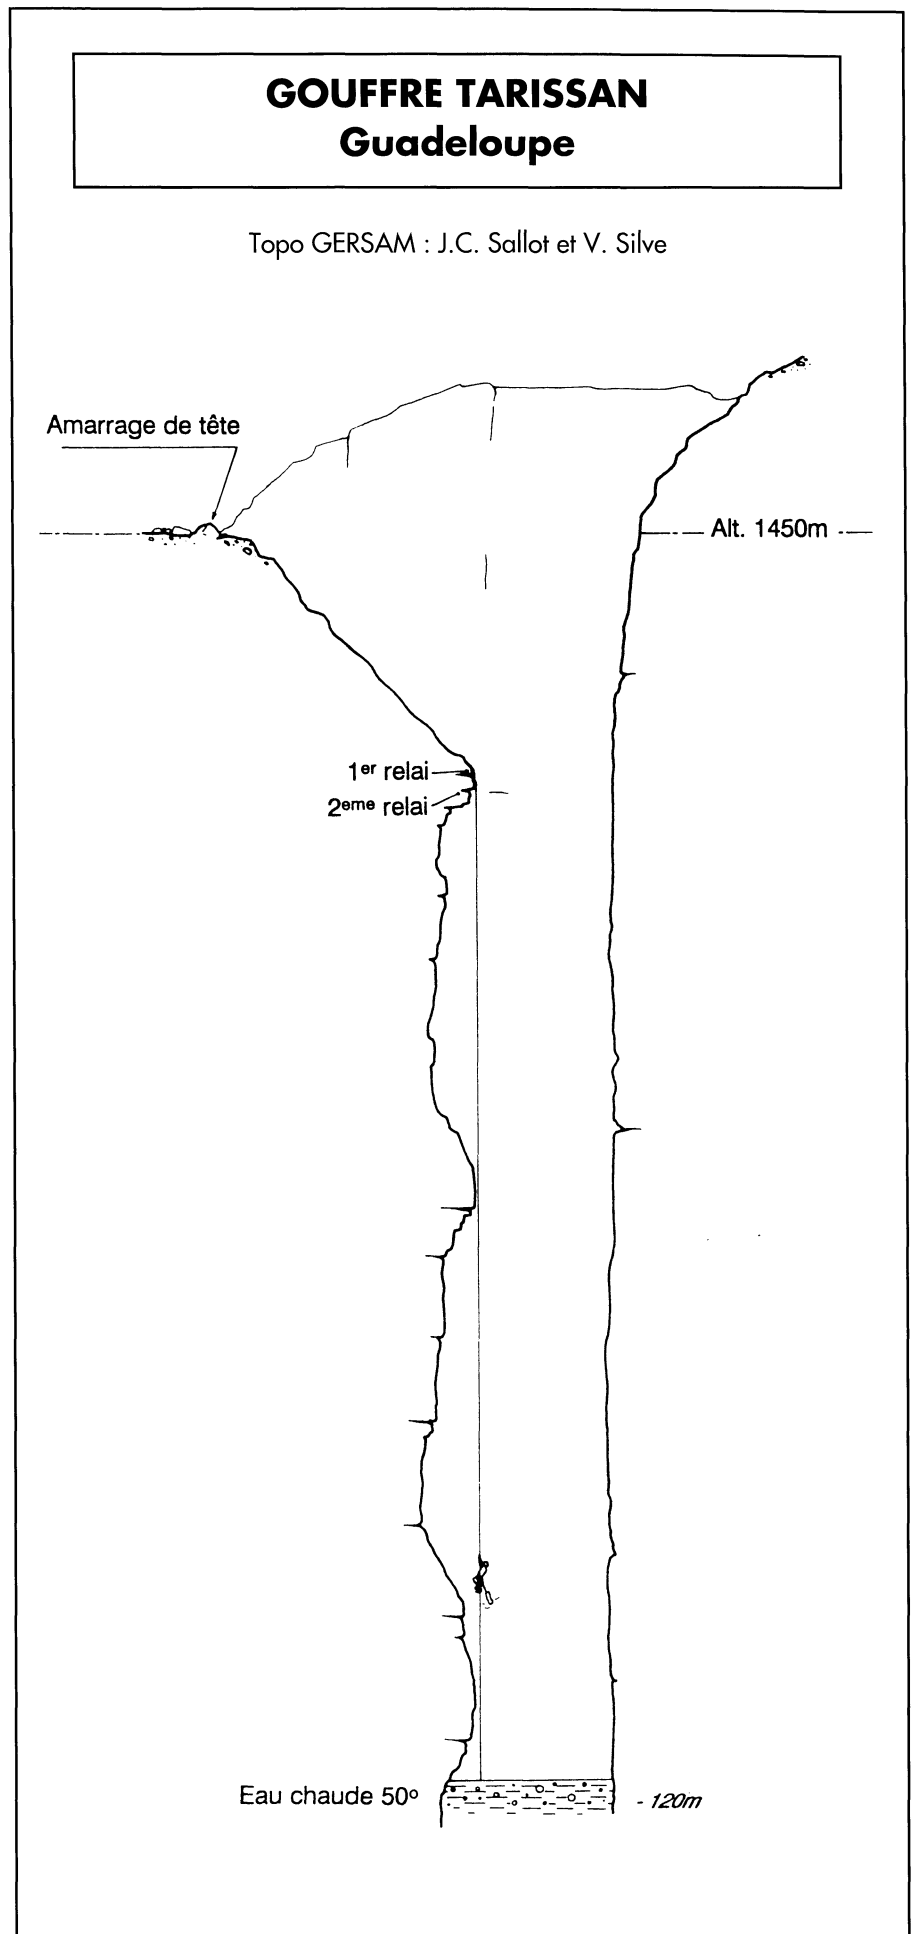 GOUFFRE TARISSAN
Guadeloupe
Topo GERSAM : J.C. Sallot et V. Silve
Amarrage de tête
Alt. 1450m
1er relai
2eme relai
Eau chaude 50°
- 120m